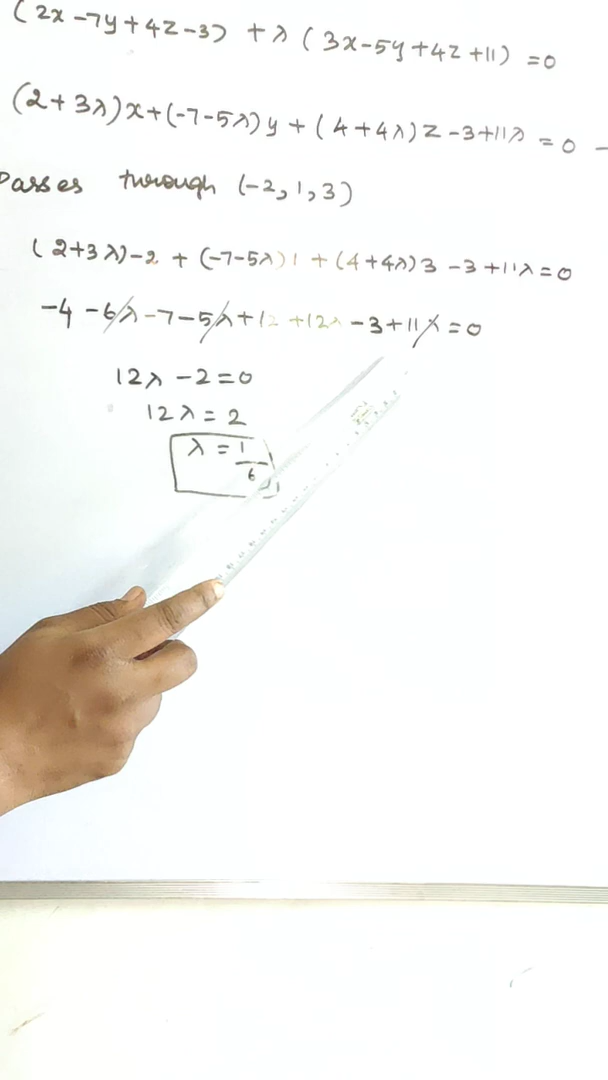 (2x-7y+4z-3) + λ (3x-5y+4z+11) =0
(2+3λ)x+(-7-5λ)y + (4+4λ)z -3+11λ =0 -
Passes through (-2,1,3)
(2+3λ)-2 + (-7-5λ)1 + (4+4λ)3 -3+11λ=0
-4 -6λ-7-5λ+12 +12λ -3+11λ=0
12λ -2=0
12λ = 2
λ = 1/6